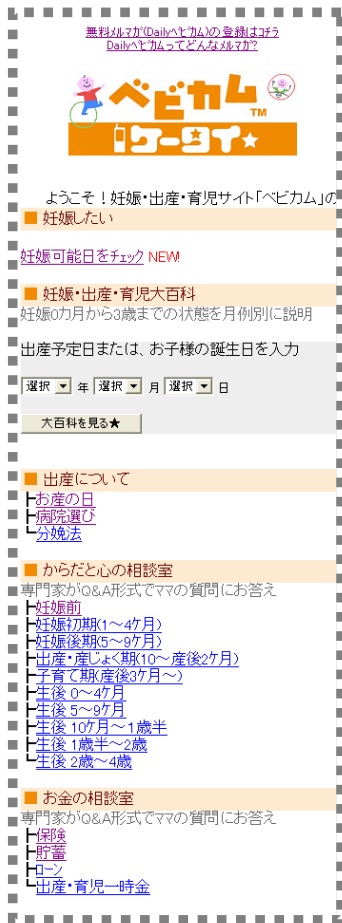 無料ﾒﾙﾏｶﾞ(Dailyﾍﾞﾋﾞｶﾑ)の登録はｺﾁﾗ
Dailyﾍﾞﾋﾞｶﾑってどんなﾒﾙﾏｶﾞ?
ベビカム™
ケータイ★
ようこそ！妊娠・出産・育児サイト「ベビカム」の
■ 妊娠したい
妊娠可能日をﾁｪｯｸ NEW!
■ 妊娠・出産・育児大百科
妊娠0カ月から3歳までの状態を月例別に説明
出産予定日または、お子様の誕生日を入力
選択 年 選択 月 選択 日
大百科を見る★
■ 出産について
┣お産の日
┣病院選び
┗分娩法
■ からだと心の相談室
専門家がQ&A形式でママの質問にお答え
┣妊娠前
┣妊娠初期(1～4ｹ月)
┣妊娠後期(5～9ｹ月)
┣出産・産じょく期(10～産後2ｹ月)
┣子育て期(産後3ｹ月～)
┣生後 0～4ｹ月
┣生後 5～9ｹ月
┣生後 10ｹ月～１歳半
┣生後 1歳半～2歳
┗生後 2歳～4歳
■ お金の相談室
専門家がQ&A形式でママの質問にお答え
┣保険
┣貯蓄
┣ﾛｰﾝ
┗出産・育児一時金